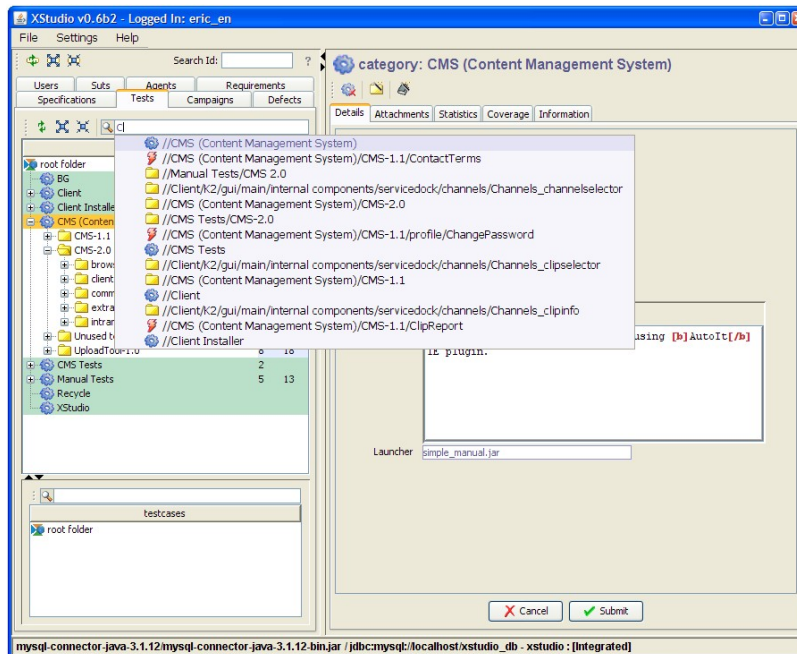 XStudio v0.6b2 - Logged In: eric_en
File Settings Help
Search Id: ?
Users Suts Agents Requirements
Specifications Tests Campaigns Defects
C
root folder
BG
Client
Client Installe
CMS (Conten
CMS-1.1
CMS-2.0
brow
client
comm
extra
intran
Unused t
UploadTool-1.0 8 18
CMS Tests 2
Manual Tests 5 13
Recycle
XStudio
//CMS (Content Management System)
//CMS (Content Management System)/CMS-1.1/ContactTerms
//Manual Tests/CMS 2.0
//Client/K2/gui/main/internal components/servicedock/channels/Channels_channelselector
//CMS (Content Management System)/CMS-2.0
//CMS Tests/CMS-2.0
//CMS (Content Management System)/CMS-1.1/profile/ChangePassword
//CMS Tests
//Client/K2/gui/main/internal components/servicedock/channels/Channels_clipselector
//CMS (Content Management System)/CMS-1.1
//Client
//Client/K2/gui/main/internal components/servicedock/channels/Channels_clipinfo
//CMS (Content Management System)/CMS-1.1/ClipReport
//Client Installer
testcases
root folder
category: CMS (Content Management System)
Details Attachments Statistics Coverage Information
using [b]AutoIt[/b]
IE plugin.
Launcher simple_manual.jar
Cancel Submit
mysql-connector-java-3.1.12/mysql-connector-java-3.1.12-bin.jar / jdbc:mysql://localhost/xstudio_db - xstudio : [Integrated]